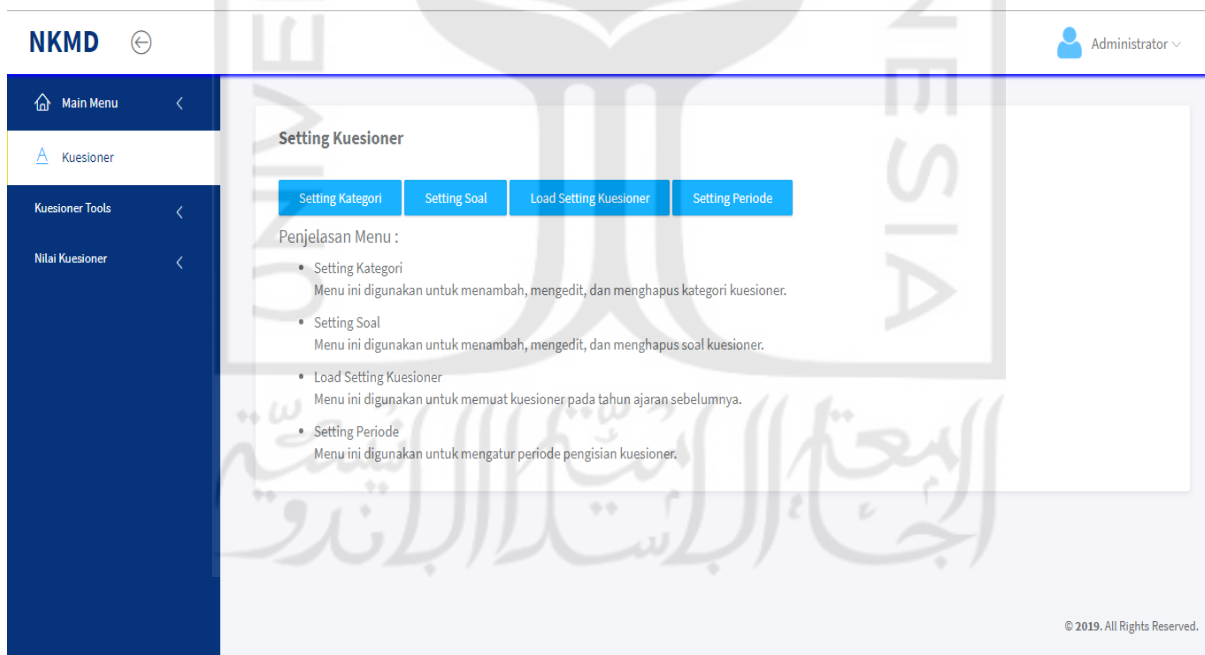 NKMD
Administrator
Main Menu
Kuesioner
Kuesioner Tools
Nilai Kuesioner
Setting Kuesioner
Setting Kategori Setting Soal Load Setting Kuesioner Setting Periode
Penjelasan Menu :
• Setting Kategori
Menu ini digunakan untuk menambah, mengedit, dan menghapus kategori kuesioner.
• Setting Soal
Menu ini digunakan untuk menambah, mengedit, dan menghapus soal kuesioner.
• Load Setting Kuesioner
Menu ini digunakan untuk memuat kuesioner pada tahun ajaran sebelumnya.
• Setting Periode
Menu ini digunakan untuk mengatur periode pengisian kuesioner.
© 2019. All Rights Reserved.
NESIA